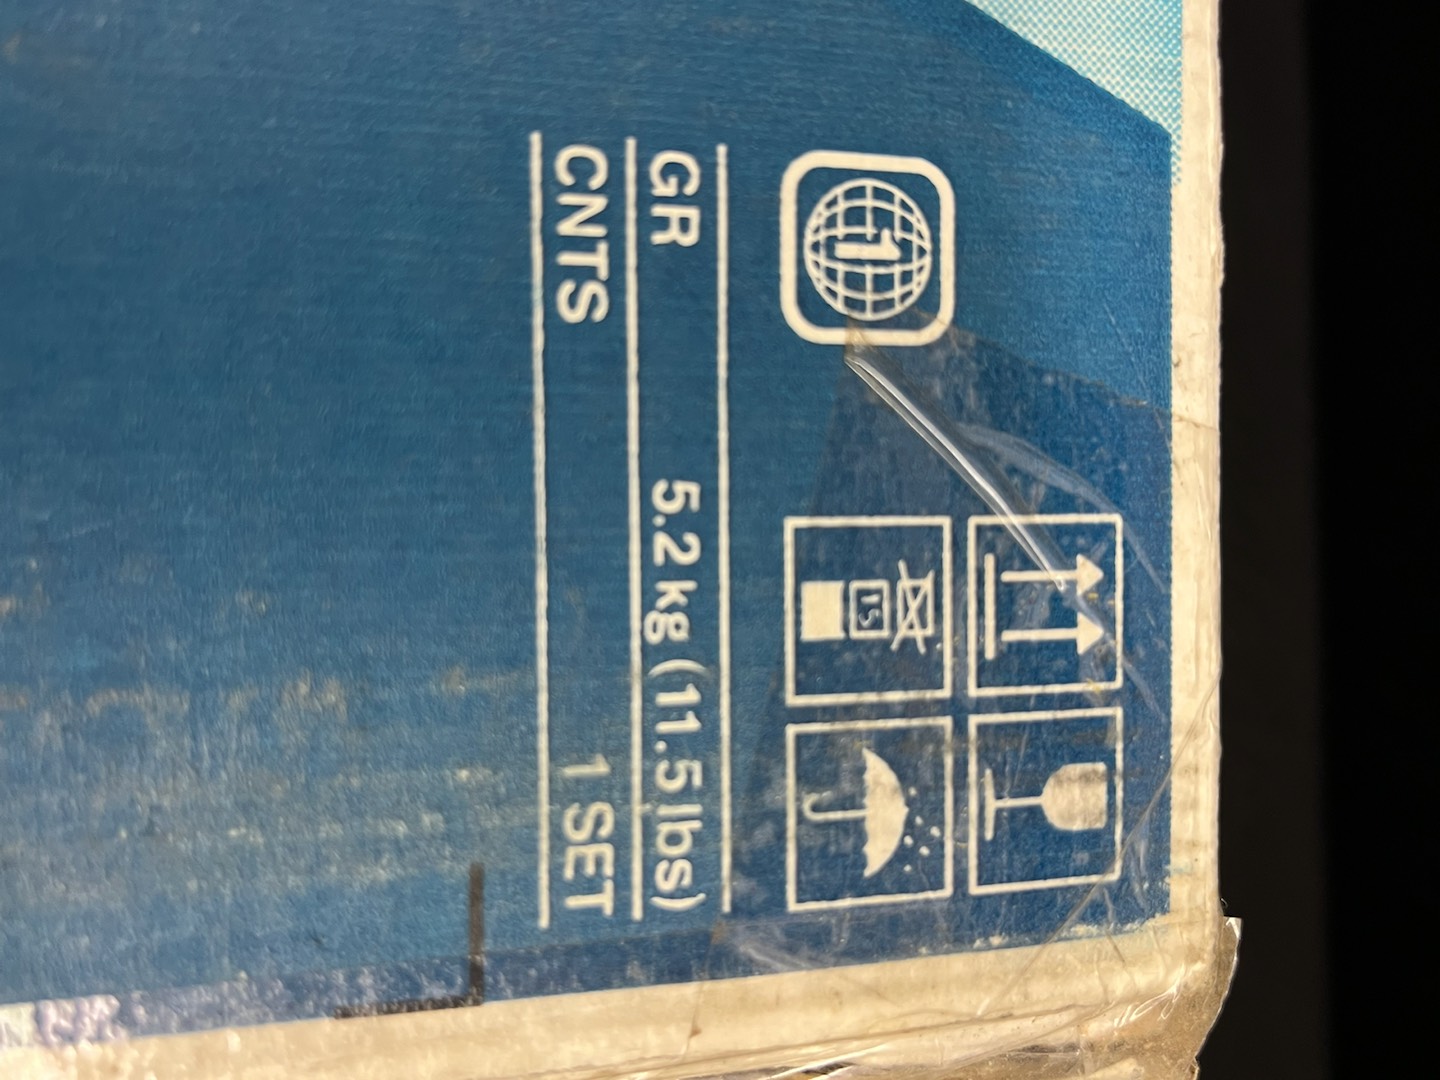 1
15
GR 5.2 kg (11.5 lbs)
CNTS 1 SET